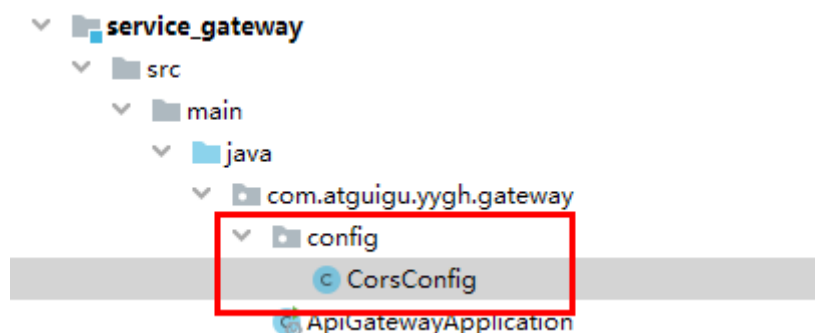 service_gateway
src
main
java
com.atguigu.yygh.gateway
config
C CorsConfig
ApiGatewayApplication